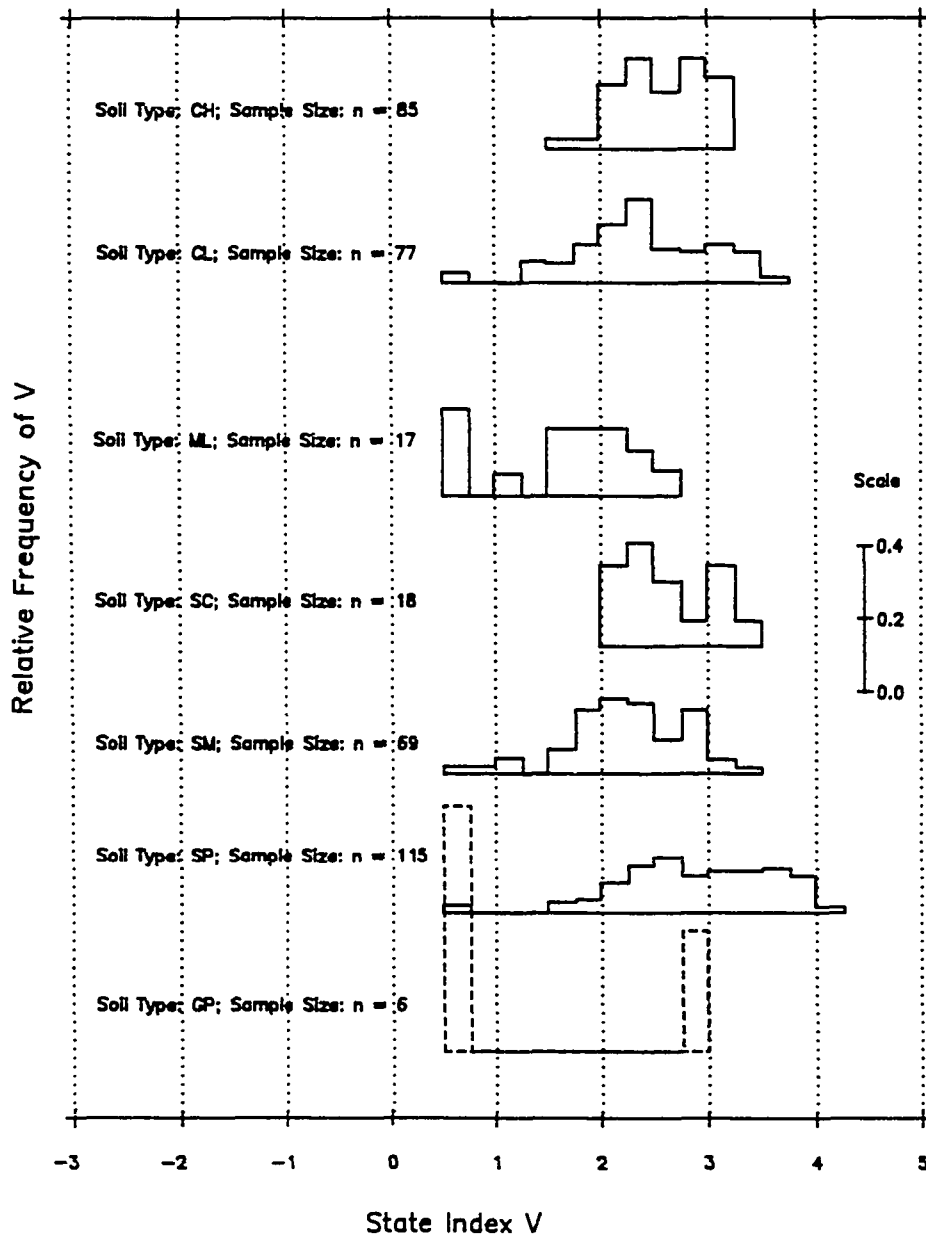 Soil Type: CH; Sample Size: n = 85
Soil Type: CL; Sample Size: n = 77
Soil Type: ML; Sample Size: n = 17
Scale
0.4
Soil Type: SC; Sample Size: n = 18
0.2
0.0
Soil Type: SM; Sample Size: n = 69
Soil Type: SP; Sample Size: n = 115
Soil Type: GP; Sample Size: n = 6
Relative Frequency of V
-3 -2 -1 0 1 2 3 4 5
State Index V